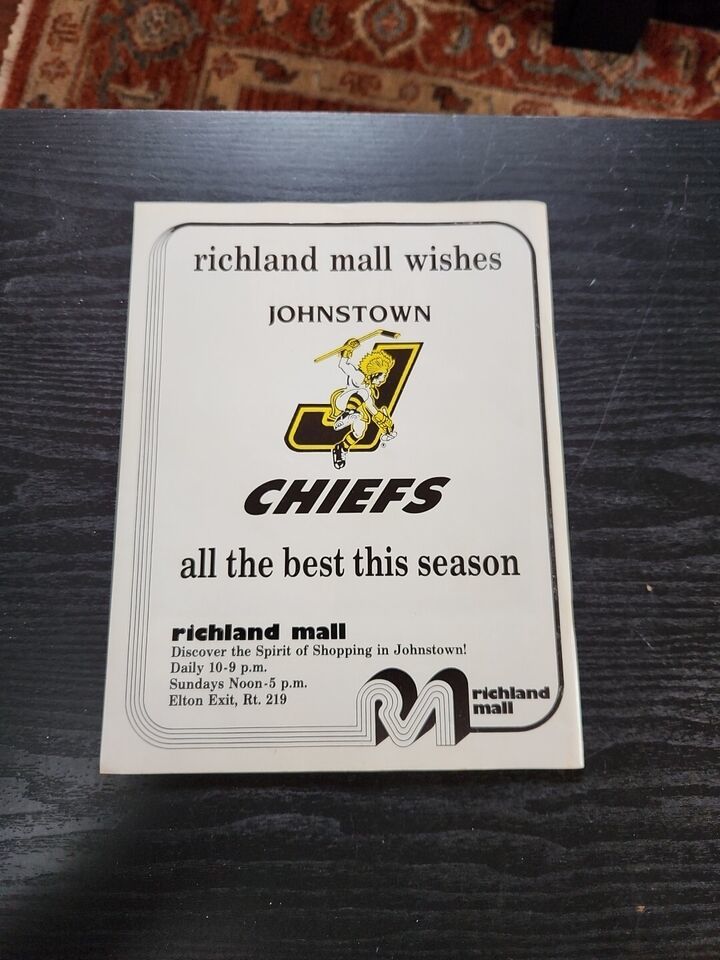 richland mall wishes
JOHNSTOWN
J
CHIEFS
all the best this season
richland mall
Discover the Spirit of Shopping in Johnstown!
Daily 10-9 p.m.
Sundays Noon-5 p.m.
Elton Exit, Rt. 219
richland
mall